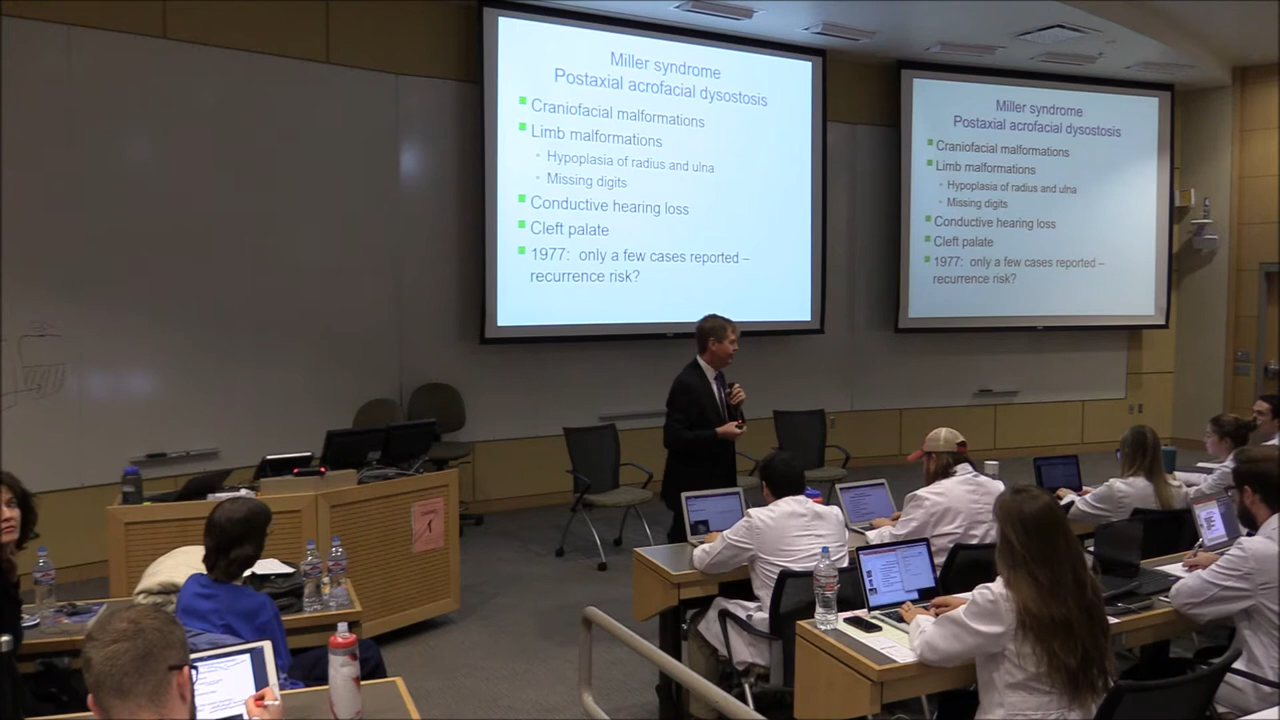 Miller syndrome
Postaxial acrofacial dysostosis
Craniofacial malformations
Limb malformations
Hypoplasia of radius and ulna
Missing digits
Conductive hearing loss
Cleft palate
1977: only a few cases reported –
recurrence risk?
Miller syndrome
Postaxial acrofacial dysostosis
Craniofacial malformations
Limb malformations
Hypoplasia of radius and ulna
Missing digits
Conductive hearing loss
Cleft palate
1977: only a few cases reported –
recurrence risk?